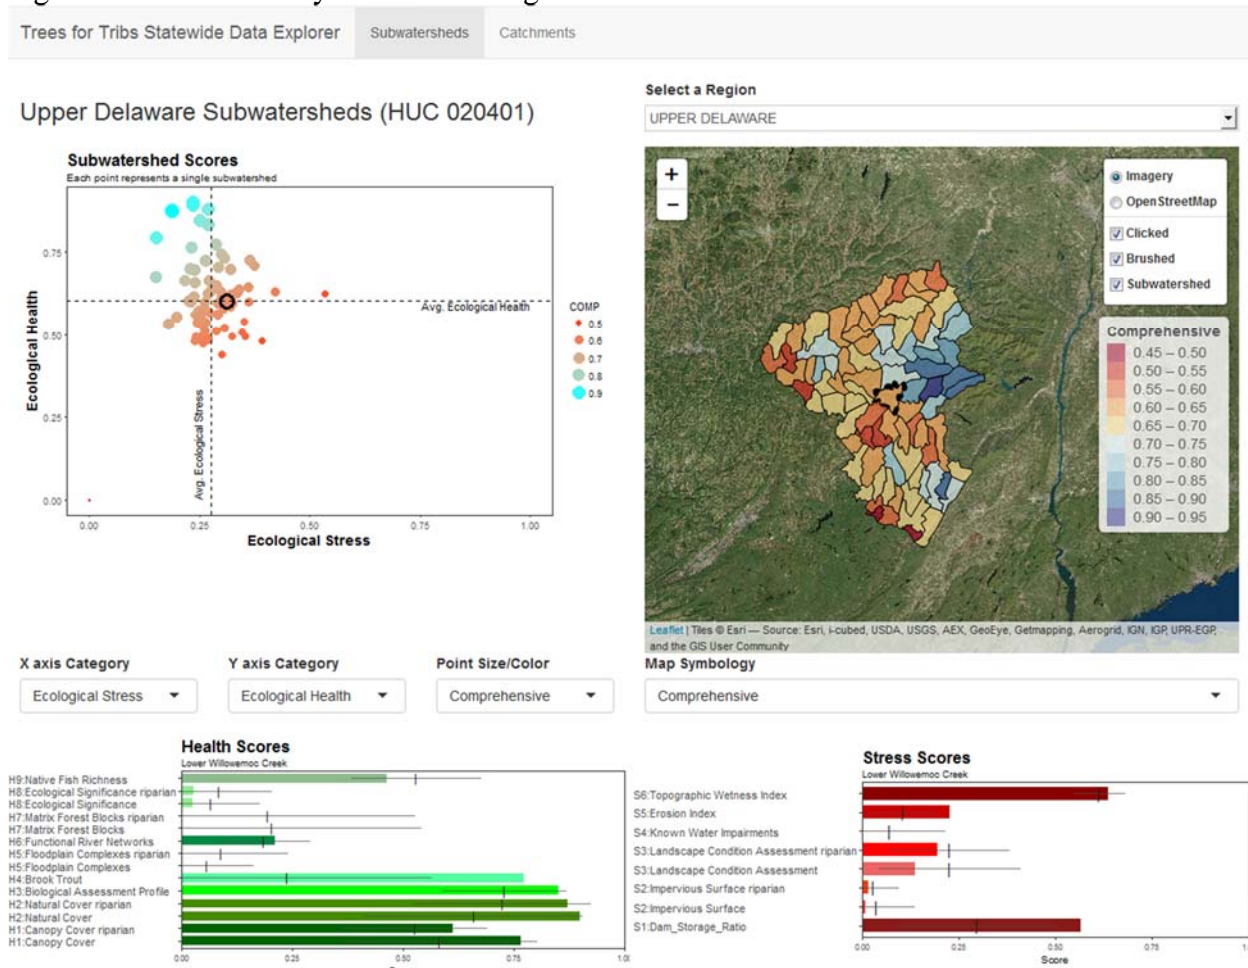 Trees for Tribs Statewide Data Explorer Subwatersheds Catchments
Upper Delaware Subwatersheds (HUC 020401)
Select a Region
UPPER DELAWARE
Subwatershed Scores
Each point represents a single subwatershed
Ecological Health
0.75
0.50
0.25
0.00
Avg. Ecological Health
Avg. Ecological Stress
0.00 0.25 0.50 0.75 1.00
Ecological Stress
COMP
0.5
0.6
0.7
0.8
0.9
+
−
Imagery
OpenStreetMap
Clicked
Brushed
Subwatershed
Comprehensive
0.45 – 0.50
0.50 – 0.55
0.55 – 0.60
0.60 – 0.65
0.65 – 0.70
0.70 – 0.75
0.75 – 0.80
0.80 – 0.85
0.85 – 0.90
0.90 – 0.95
Leaflet | Tiles © Esri — Source: Esri, i-cubed, USDA, USGS, AEX, GeoEye, Getmapping, Aerogrid, IGN, IGP, UPR-EGP,
and the GIS User Community
X axis Category Y axis Category Point Size/Color Map Symbology
Ecological Stress Ecological Health Comprehensive Comprehensive
Health Scores
Lower Willowemoc Creek
H9:Native Fish Richness
H8:Ecological Significance riparian
H8:Ecological Significance
H7:Matrix Forest Blocks riparian
H7:Matrix Forest Blocks
H6:Functional River Networks
H5:Floodplain Complexes riparian
H5:Floodplain Complexes
H4:Brook Trout
H3:Biological Assessment Profile
H2:Natural Cover riparian
H2:Natural Cover
H1:Canopy Cover riparian
H1:Canopy Cover
0.00 0.25 0.50 0.75
Stress Scores
Lower Willowemoc Creek
S6:Topographic Wetness Index
S5:Erosion Index
S4:Known Water Impairments
S3:Landscape Condition Assessment riparian
S3:Landscape Condition Assessment
S2:Impervious Surface riparian
S2:Impervious Surface
S1:Dam_Storage_Ratio
0.00 0.25 0.50 0.75
Score